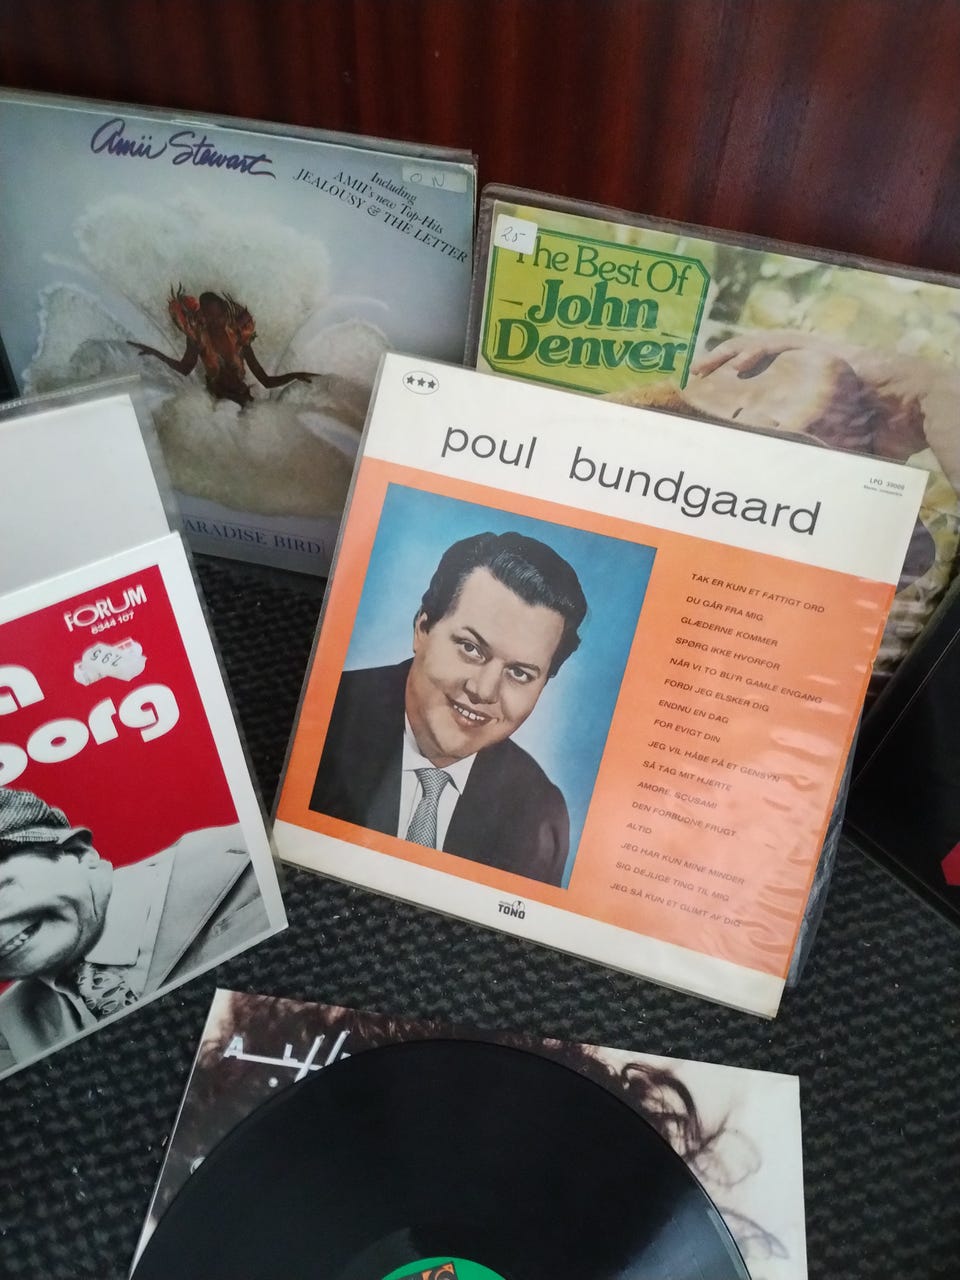 Amii Stewart
Including
AMII's new Top-Hits
JEALOUSY & THE LETTER
ON
PARADISE BIRD
25-
The Best Of
John
Denver
poul bundgaard
LPO 39009
TAK ER KUN ET FATTIGT ORD
DU GÅR FRA MIG
GLÆDERNE KOMMER
SPØRG IKKE HVORFOR
NÅR VI TO BLI'R GAMLE ENGANG
FORDI JEG ELSKER DIG
ENDNU EN DAG
FOR EVIGT DIN
JEG VIL HÅBE PÅ ET GENSYN
SÅ TAG MIT HJERTE
AMORE SCUSAMI
DEN FORBUDNE FRUGT
ALTID
JEG HAR KUN MINE MINDER
SIG DEJLIGE TING TIL MIG
JEG SÅ KUN ET GLIMT AF DIG
TONO
FORUM
8344 107
295
a
borg